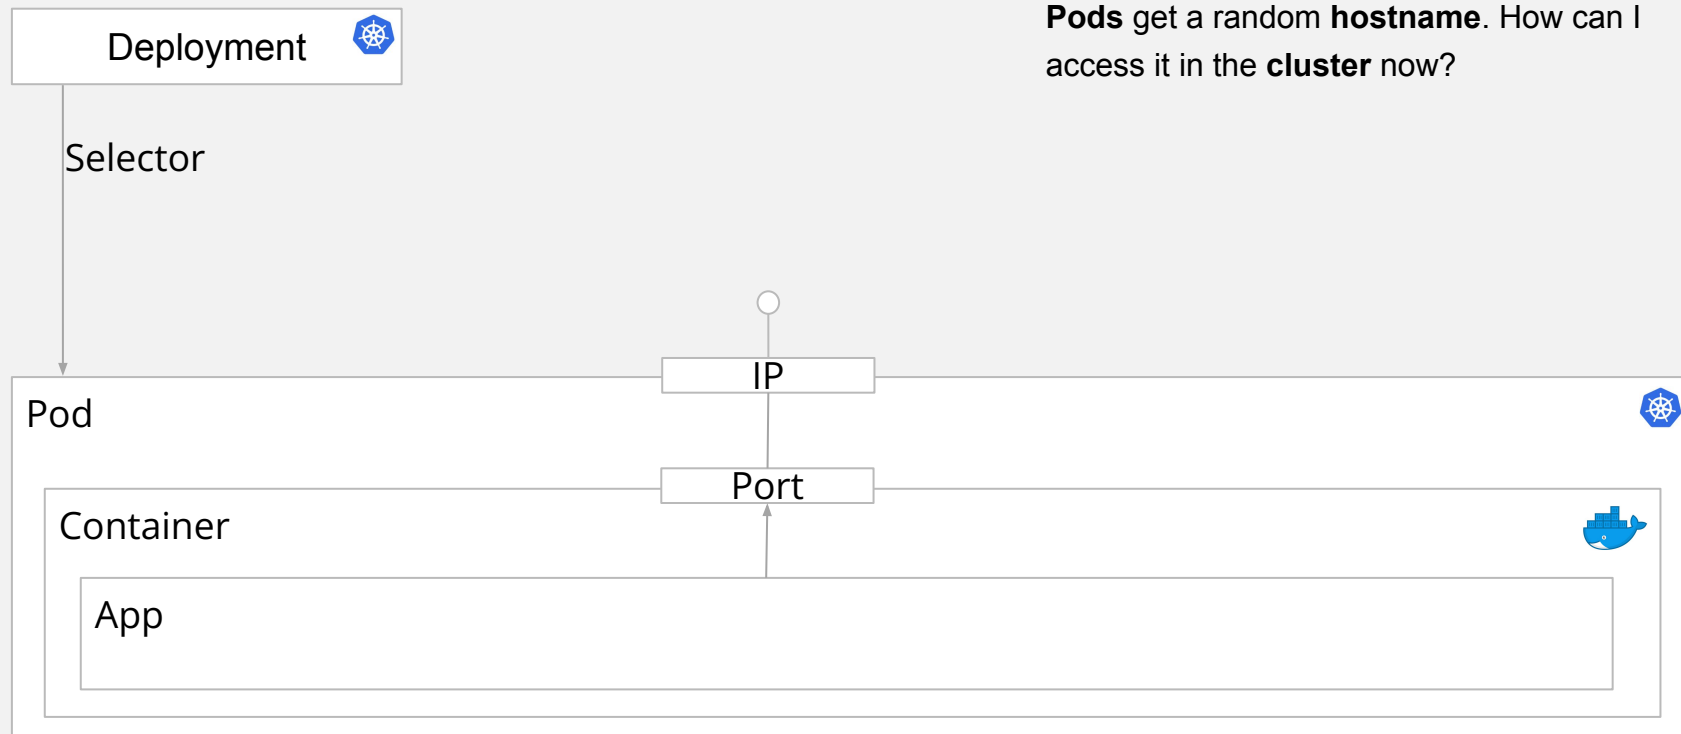 Deployment
Pods get a random hostname. How can I
access it in the cluster now?
Selector
IP
Pod
Port
Container
App